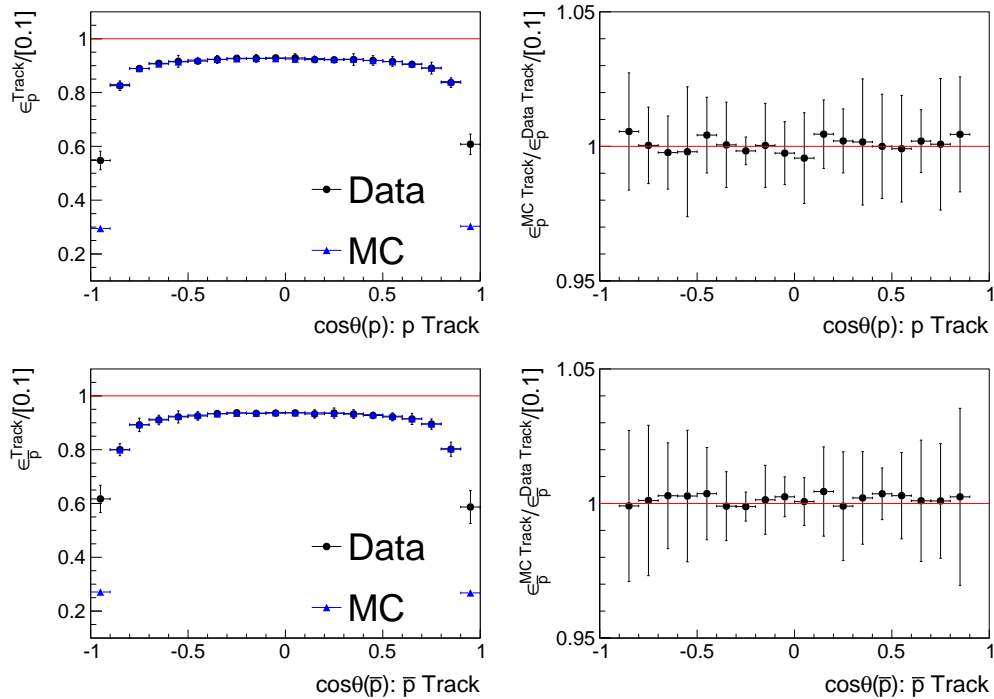 ϵ_p^Track/[0.1]
1
0.8
0.6
0.4
0.2
Data
MC
-1 -0.5 0 0.5 1
cosθ(p): p Track
ϵ_p^MC Track/ϵ_p^Data Track/[0.1]
1.05
1
0.95
-1 -0.5 0 0.5 1
cosθ(p): p Track
ϵ_p̅^Track/[0.1]
1
0.8
0.6
0.4
0.2
Data
MC
-1 -0.5 0 0.5 1
cosθ(p̅): p̅ Track
ϵ_p̅^MC Track/ϵ_p̅^Data Track/[0.1]
1.05
1
0.95
-1 -0.5 0 0.5 1
cosθ(p̅): p̅ Track